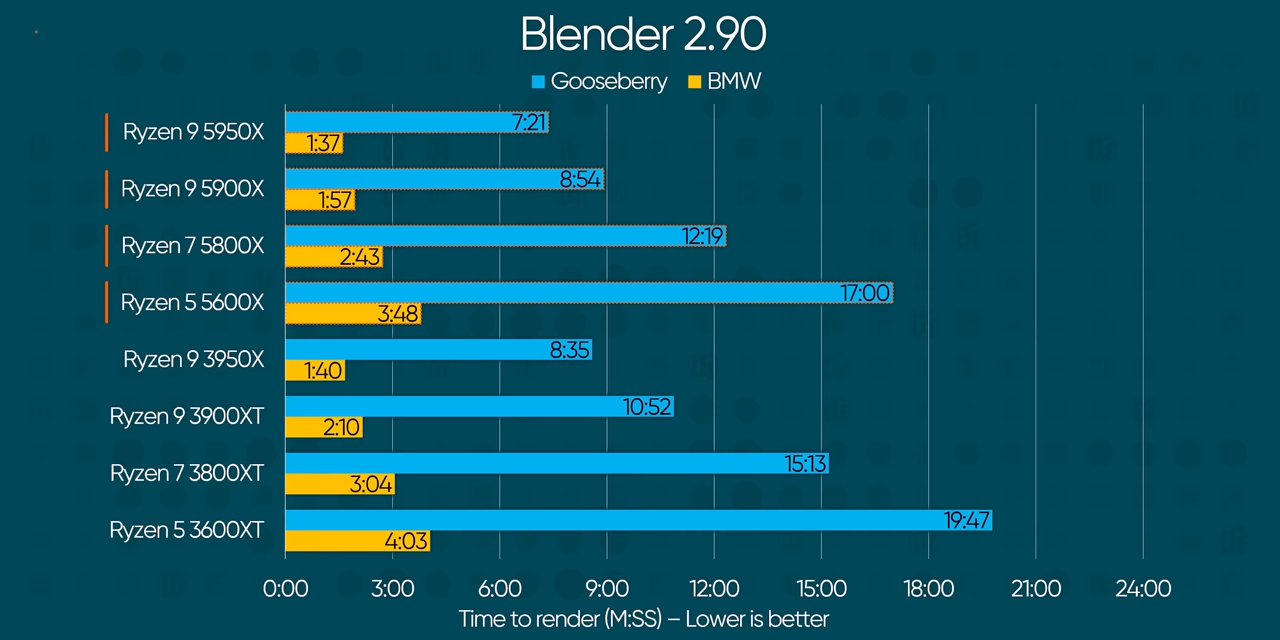 Blender 2.90
Gooseberry BMW
Ryzen 9 5950X 7:21
1:37
Ryzen 9 5900X 8:54
1:57
Ryzen 7 5800X 12:19
2:43
Ryzen 5 5600X 17:00
3:48
Ryzen 9 3950X 8:35
1:40
Ryzen 9 3900XT 10:52
2:10
Ryzen 7 3800XT 15:13
3:04
Ryzen 5 3600XT 19:47
4:03
0:00 3:00 6:00 9:00 12:00 15:00 18:00 21:00 24:00
Time to render (M:SS) – Lower is better